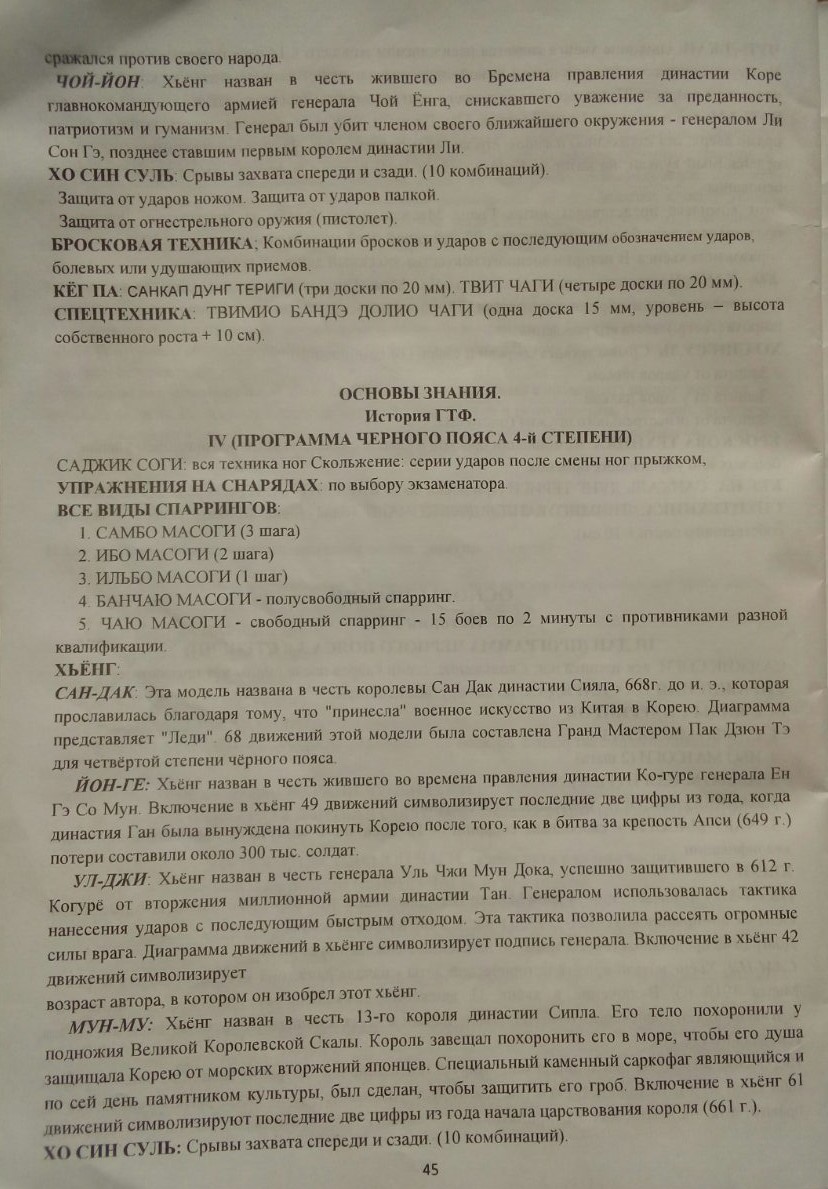 сражался против своего народа.
ЧОЙ-ЙОН: Хьёнг назван в честь жившего во Бремена правления династии Коре
главнокомандующего армией генерала Чой Ёнга, снискавшего уважение за преданность,
патриотизм и гуманизм. Генерал был убит членом своего ближайшего окружения - генералом Ли
Сон Гэ, позднее ставшим первым королем династии Ли.
ХО СИН СУЛЬ: Срывы захвата спереди и сзади. (10 комбинаций).
Защита от ударов ножом. Защита от ударов палкой.
Защита от огнестрельного оружия (пистолет).
БРОСКОВАЯ ТЕХНИКА; Комбинации бросков и ударов с последующим обозначением ударов,
болевых или удушающих приемов.
КЁГ ПА: САНКАП ДУНГ ТЕРИГИ (три доски по 20 мм). ТВИТ ЧАГИ (четыре доски по 20 мм).
СПЕЦТЕХНИКА: ТВИМИО БАНДЭ ДОЛИО ЧАГИ (одна доска 15 мм, уровень – высота
собственного роста + 10 см).
ОСНОВЫ ЗНАНИЯ.
История ГТФ.
IV (ПРОГРАММА ЧЕРНОГО ПОЯСА 4-й СТЕПЕНИ)
САДЖИК СОГИ: вся техника ног Скольжение: серии ударов после смены ног прыжком,
УПРАЖНЕНИЯ НА СНАРЯДАХ: по выбору экзаменатора.
ВСЕ ВИДЫ СПАРРИНГОВ:
1. САМБО МАСОГИ (3 шага)
2. ИБО МАСОГИ (2 шага)
3. ИЛЬБО МАСОГИ (1 шаг)
4. БАНЧАЮ МАСОГИ - полусвободный спарринг.
5. ЧАЮ МАСОГИ - свободный спарринг - 15 боев по 2 минуты с противниками разной
квалификации.
ХЬЁНГ:
САН-ДАК: Эта модель названа в честь королевы Сан Дак династии Сияла, 668г. до и. э., которая
прославилась благодаря тому, что "принесла" военное искусство из Китая в Корею. Диаграмма
представляет "Леди". 68 движений этой модели была составлена Гранд Мастером Пак Дзюн Тэ
для четвёртой степени чёрного пояса.
ЙОН-ГЕ: Хьёнг назван в честь жившего во времена правления династии Ко-гуре генерала Ен
Гэ Со Мун. Включение в хьёнг 49 движений символизирует последние две цифры из года, когда
династия Ган была вынуждена покинуть Корею после того, как в битва за крепость Апси (649 г.)
потери составили около 300 тыс. солдат.
УЛ-ДЖИ: Хьёнг назван в честь генерала Уль Чжи Мун Дока, успешно защитившего в 612 г.
Когурё от вторжения миллионной армии династии Тан. Генералом использовалась тактика
нанесения ударов с последующим быстрым отходом. Эта тактика позволила рассеять огромные
силы врага. Диаграмма движений в хьёнге символизирует подпись генерала. Включение в хьёнг 42
движений символизирует
возраст автора, в котором он изобрел этот хьёнг.
МУН-МУ: Хьёнг назван в честь 13-го короля династии Сипла. Его тело похоронили у
подножия Великой Королевской Скалы. Король завещал похоронить его в море, чтобы его душа
защищала Корею от морских вторжений японцев. Специальный каменный саркофаг являющийся и
по сей день памятником культуры, был сделан, чтобы защитить его гроб. Включение в хьёнг 61
движений символизируют последние две цифры из года начала царствования короля (661 г.).
ХО СИН СУЛЬ: Срывы захвата спереди и сзади. (10 комбинаций).
45